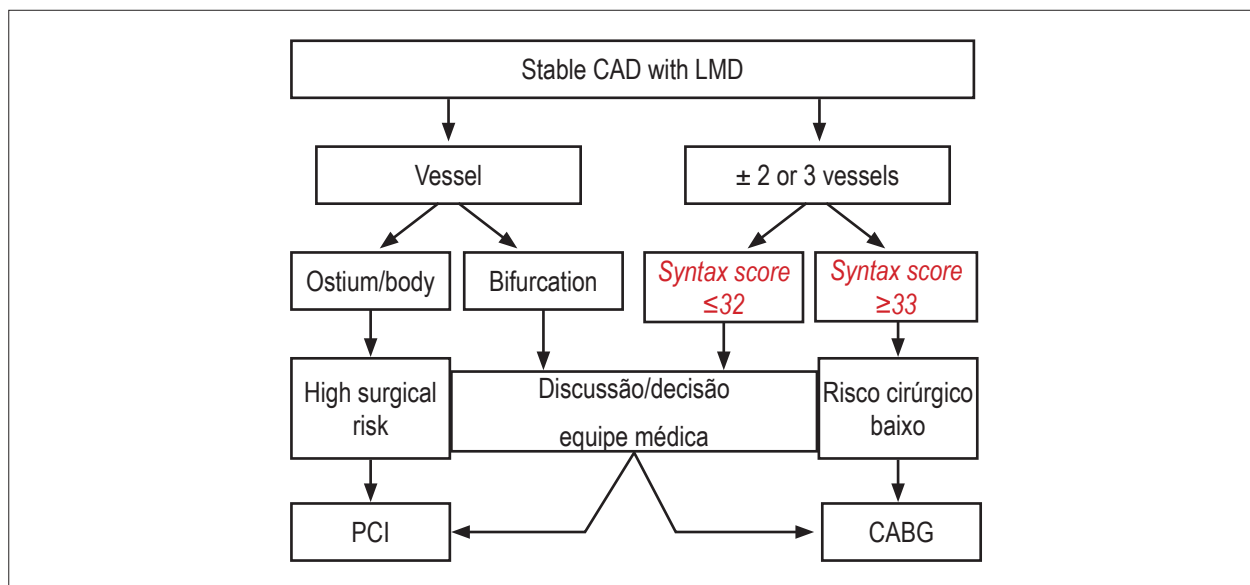 Stable CAD with LMD
Vessel
± 2 or 3 vessels
Ostium/body
Bifurcation
Syntax score
≤32
Syntax score
≥33
High surgical
risk
Discussão/decisão
equipe médica
Risco cirúrgico
baixo
PCI
CABG